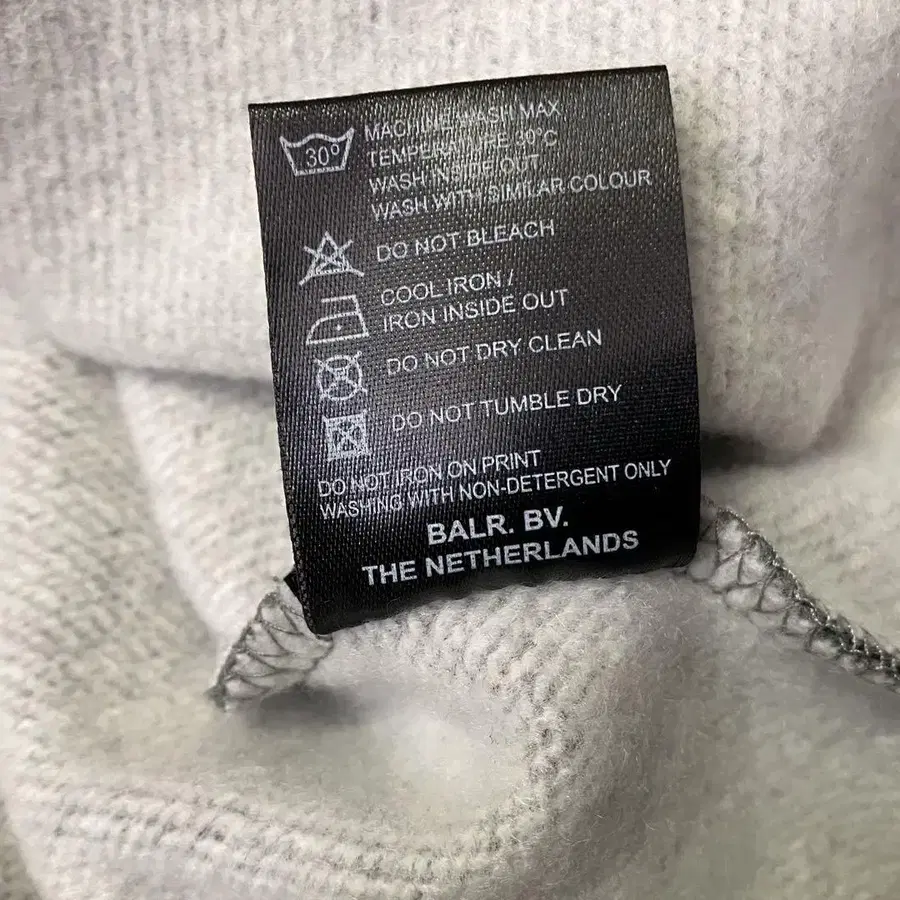 30°
MACHINE WASH MAX
TEMPERATURE 30°C
WASH INSIDE OUT
WASH WITH SIMILAR COLOUR
DO NOT BLEACH
COOL IRON /
IRON INSIDE OUT
DO NOT DRY CLEAN
DO NOT TUMBLE DRY
DO NOT IRON ON PRINT
WASHING WITH NON-DETERGENT ONLY
BALR. BV.
THE NETHERLANDS